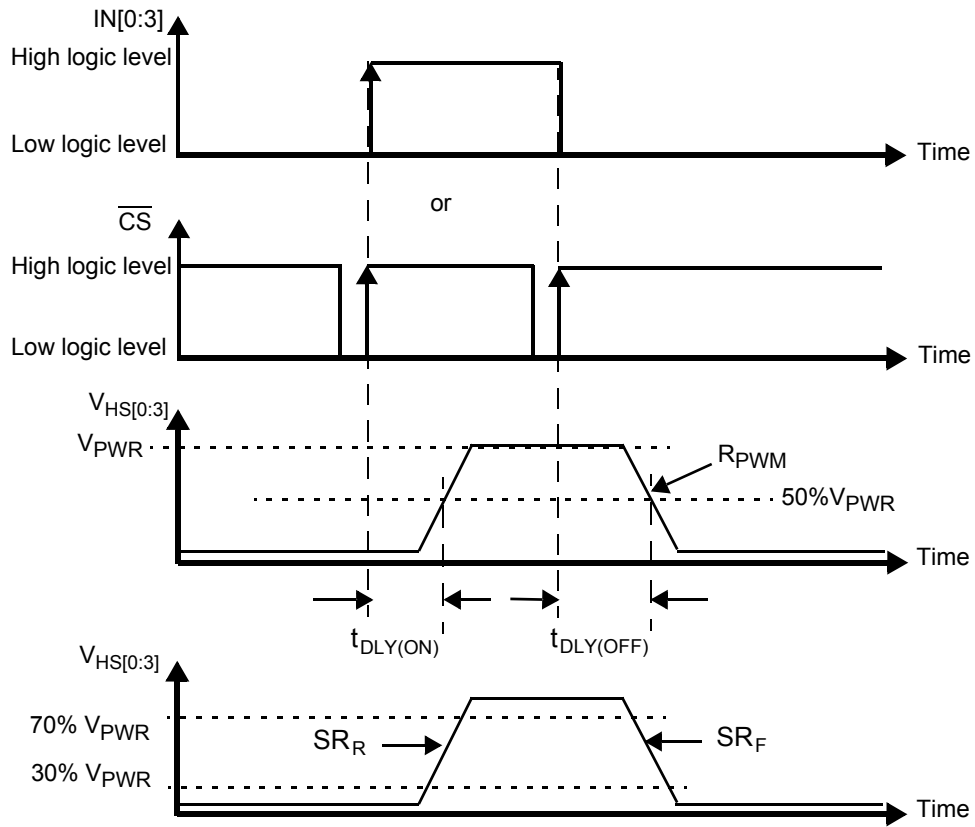 IN[0:3]
High logic level
Low logic level
Time
or
CS
High logic level
Low logic level
Time
VHS[0:3]
VPWR
RPWM
50%VPWR
Time
tDLY(ON)
tDLY(OFF)
VHS[0:3]
70% VPWR
SRR
SRF
30% VPWR
Time